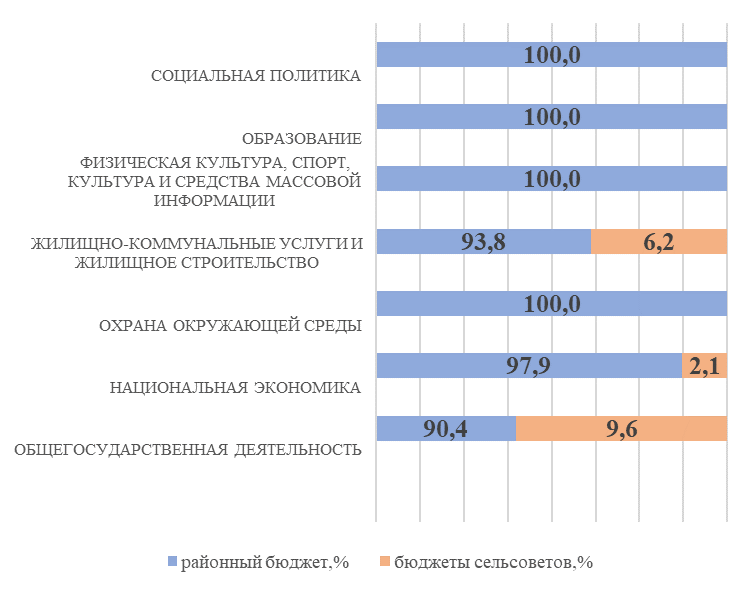 100,0
СОЦИАЛЬНАЯ ПОЛИТИКА
100,0
ОБРАЗОВАНИЕ
ФИЗИЧЕСКАЯ КУЛЬТУРА, СПОРТ,
КУЛЬТУРА И СРЕДСТВА МАССОВОЙ
ИНФОРМАЦИИ
100,0
ЖИЛИЩНО-КОММУНАЛЬНЫЕ УСЛУГИ И
ЖИЛИЩНОЕ СТРОИТЕЛЬСТВО
93,8
6,2
100,0
ОХРАНА ОКРУЖАЮЩЕЙ СРЕДЫ
97,9
2,1
НАЦИОНАЛЬНАЯ ЭКОНОМИКА
90,4
9,6
ОБЩЕГОСУДАРСТВЕННАЯ ДЕЯТЕЛЬНОСТЬ
районный бюджет,%
бюджеты сельсоветов,%